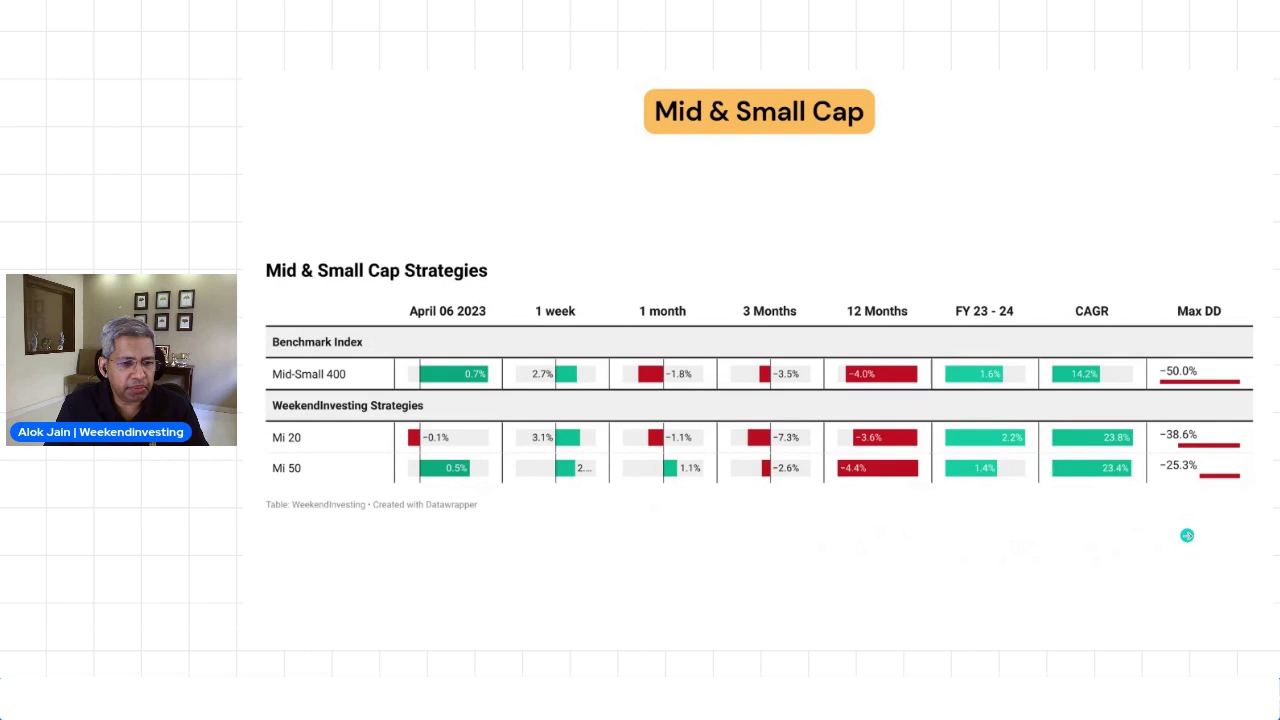 Mid & Small Cap
Mid & Small Cap Strategies
April 06 2023 1 week 1 month 3 Months 12 Months FY 23 - 24 CAGR Max DD
Benchmark Index
Mid-Small 400 0.7% 2.7% −1.8% −3.5% −4.0% 1.6% 14.2% −50.0%
WeekendInvesting Strategies
Mi 20 −0.1% 3.1% −1.1% −7.3% −3.6% 2.2% 23.8% −38.6%
Mi 50 0.5% 2.... 1.1% −2.6% −4.4% 1.4% 23.4% −25.3%
Table: WeekendInvesting • Created with Datawrapper
Alok Jain | Weekendinvesting